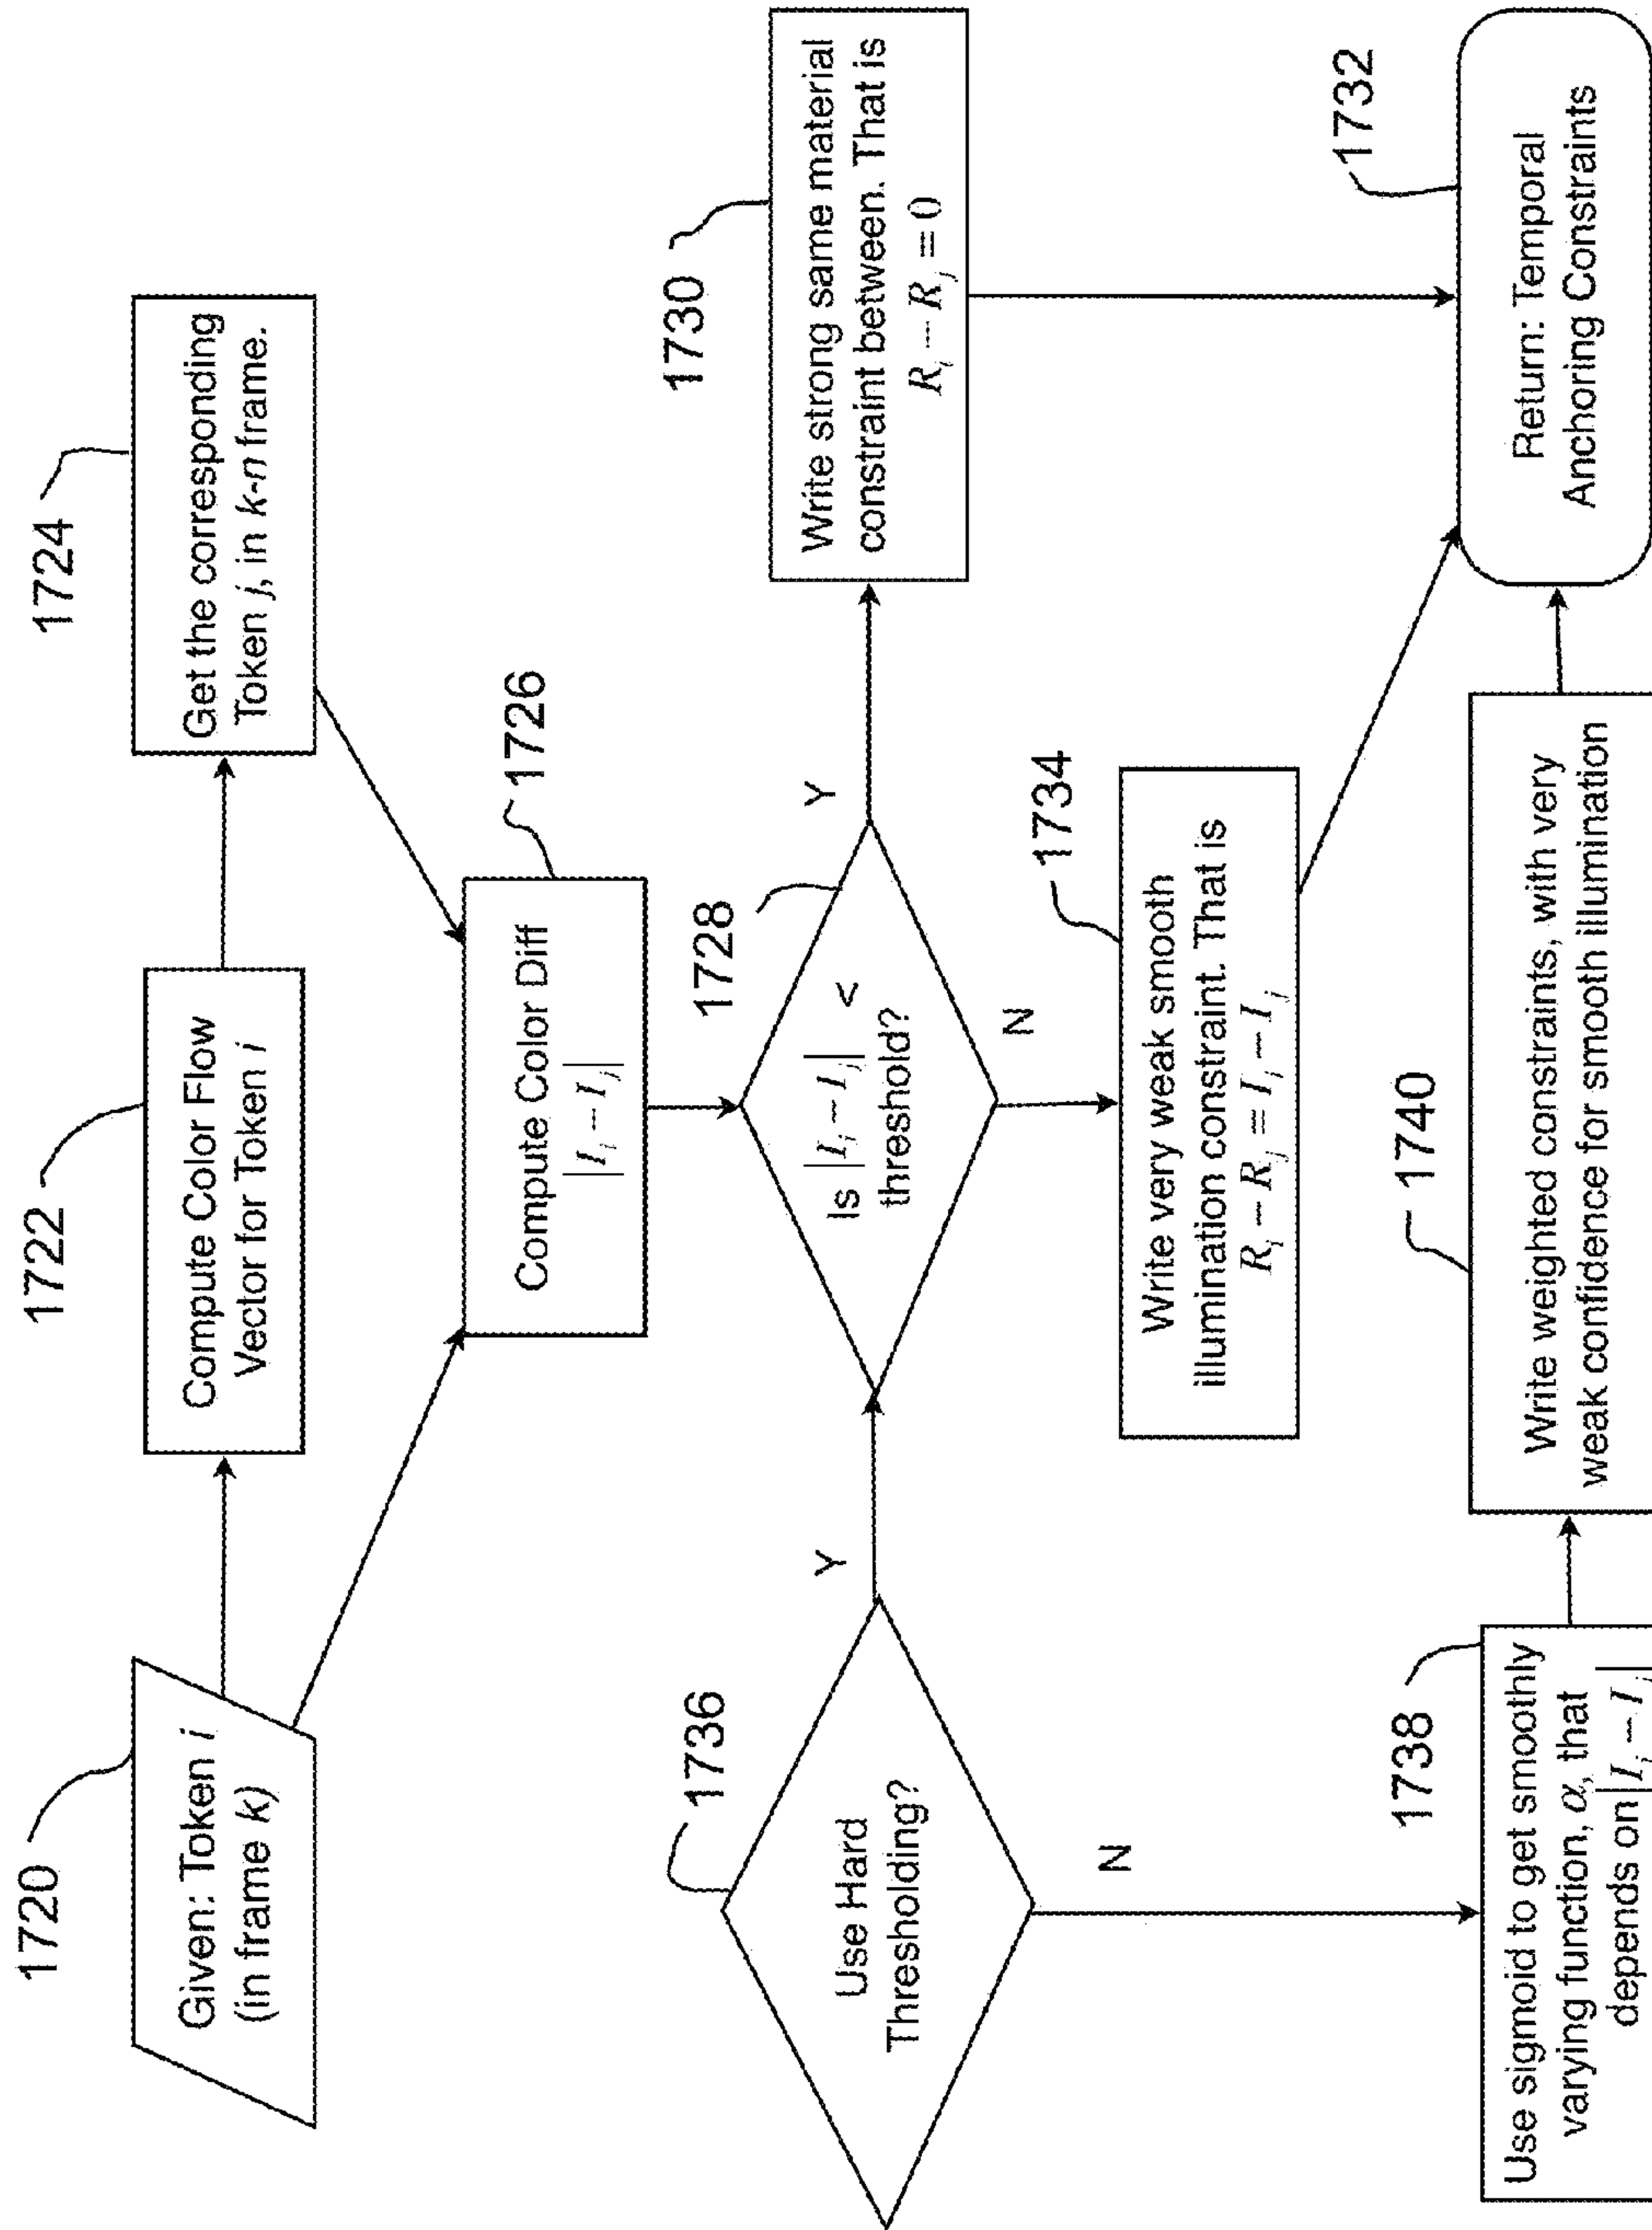 1720
Given: Token i
(in frame k)
1722
Compute Color Flow
Vector for Token i
1724
Get the corresponding
Token j, in k-n frame.
1726
Compute Color Diff
|I_i − I_j|
1736
Use Hard
Thresholding?
Y
N
1728
Is |I_i − I_j| <
threshold?
Y
N
1730
Write strong same material
constraint between. That is
R_i − R_j = 0
1734
Write very weak smooth
illumination constraint. That is
R_i − R_j = I_i − I_j
1732
Return: Temporal
Anchoring Constraints
1738
Use sigmoid to get smoothly
varying function, α, that
depends on |I_i − I_j|
1740
Write weighted constraints, with very
weak confidence for smooth illumination